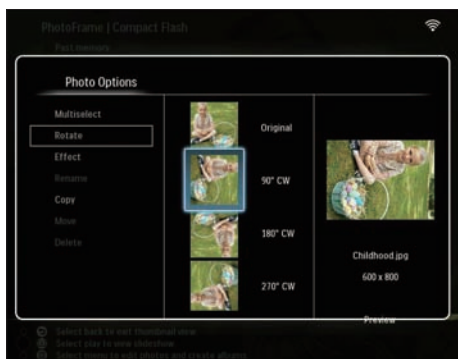 PhotoFrame | Compact Flash
Past memory
Photo Options
Multiselect
Rotate
Effect
Rename
Copy
Move
Delete
Original
90° CW
180° CW
270° CW
Childhood.jpg
600 x 800
Preview
Select back to exit thumbnail view
Select play to view slideshow
Select menu to edit photos and create albums